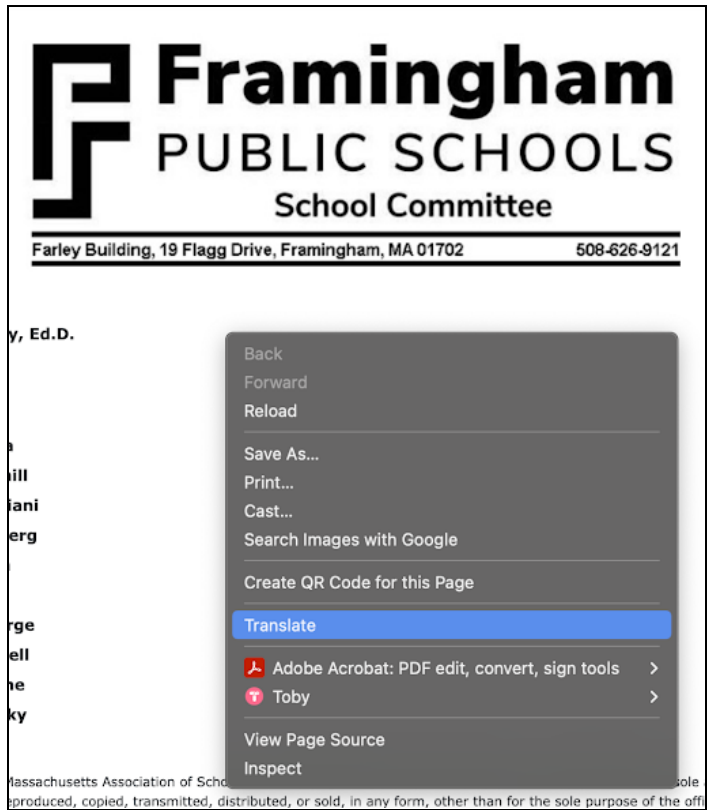 Framingham
PUBLIC SCHOOLS
School Committee
Farley Building, 19 Flagg Drive, Framingham, MA 01702 508-626-9121
y, Ed.D.
ill
iani
erg
rge
ell
ne
ky
Back
Forward
Reload
Save As...
Print...
Cast...
Search Images with Google
Create QR Code for this Page
Translate
Adobe Acrobat: PDF edit, convert, sign tools
Toby
View Page Source
Inspect
Massachusetts Association of Scho sole
eproduced, copied, transmitted, distributed, or sold, in any form, other than for the sole purpose of the offi